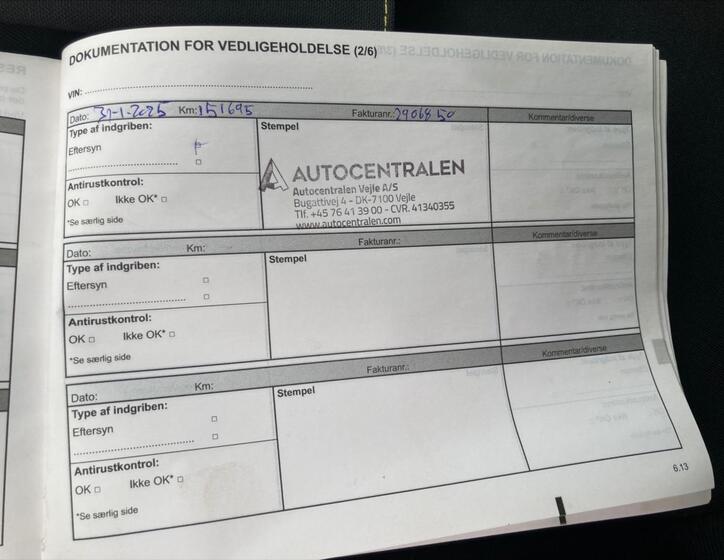 DOKUMENTATION FOR VEDLIGEHOLDELSE (2/6)
VIN:
Dato: 31-1-2025 Km: 151695 Fakturanr.: 2906850 Kommentar/diverse
Type af indgriben: Stempel
Eftersyn
AUTOCENTRALEN
Autocentralen Vejle A/S
Bugattivej 4 - DK-7100 Vejle
Tlf. +45 76 41 39 00 - CVR. 41340355
www.autocentralen.com
Antirustkontrol:
OK □ Ikke OK* □
*Se særlig side
Dato: Km: Fakturanr.: Kommentar/diverse
Type af indgriben: Stempel
Eftersyn □
□
Antirustkontrol:
OK □ Ikke OK* □
*Se særlig side
Dato: Km: Fakturanr.: Kommentar/diverse
Type af indgriben: Stempel
Eftersyn □
□
Antirustkontrol:
OK □ Ikke OK* □
*Se særlig side
6.13